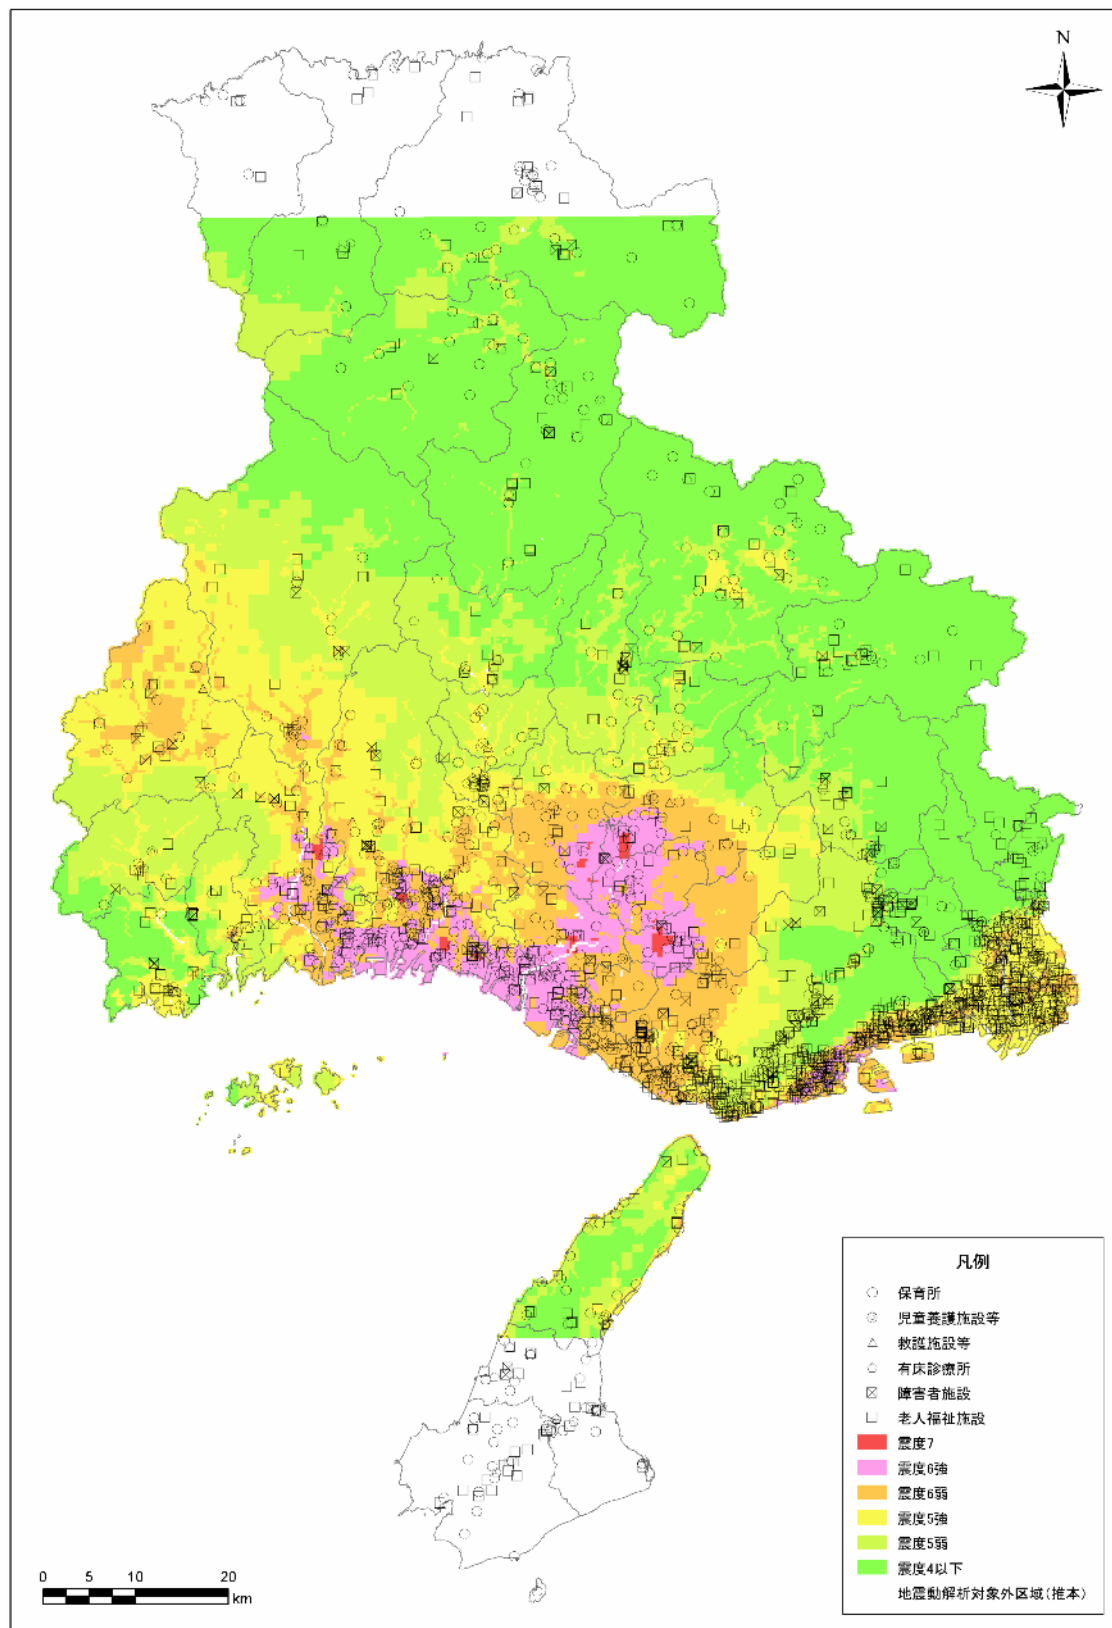 N
凡例
保育所
児童養護施設等
救護施設等
有床診療所
障害者施設
老人福祉施設
震度7
震度6強
震度6弱
震度5強
震度5弱
震度4以下
地震動解析対象外区域(推本)
0 5 10 20
km